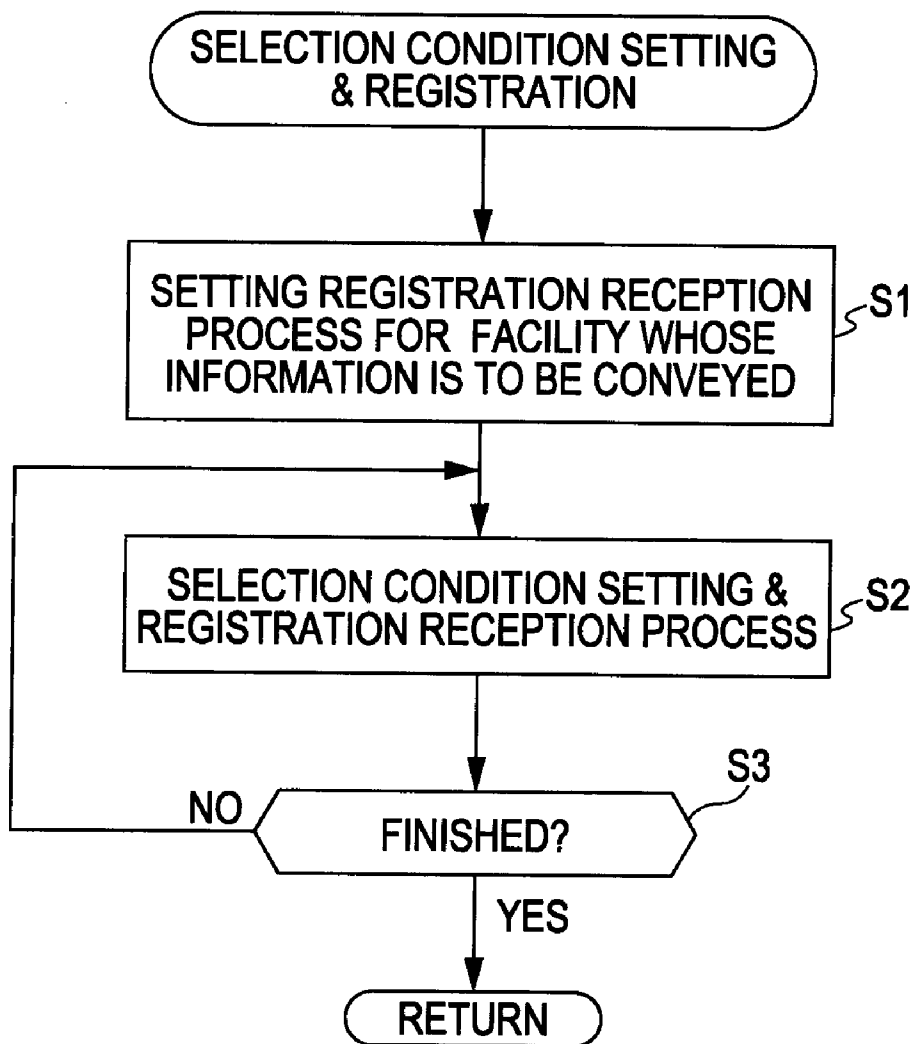 SELECTION CONDITION SETTING
& REGISTRATION
SETTING REGISTRATION RECEPTION
PROCESS FOR FACILITY WHOSE
INFORMATION IS TO BE CONVEYED
S1
SELECTION CONDITION SETTING &
REGISTRATION RECEPTION PROCESS
S2
S3
NO
FINISHED?
YES
RETURN